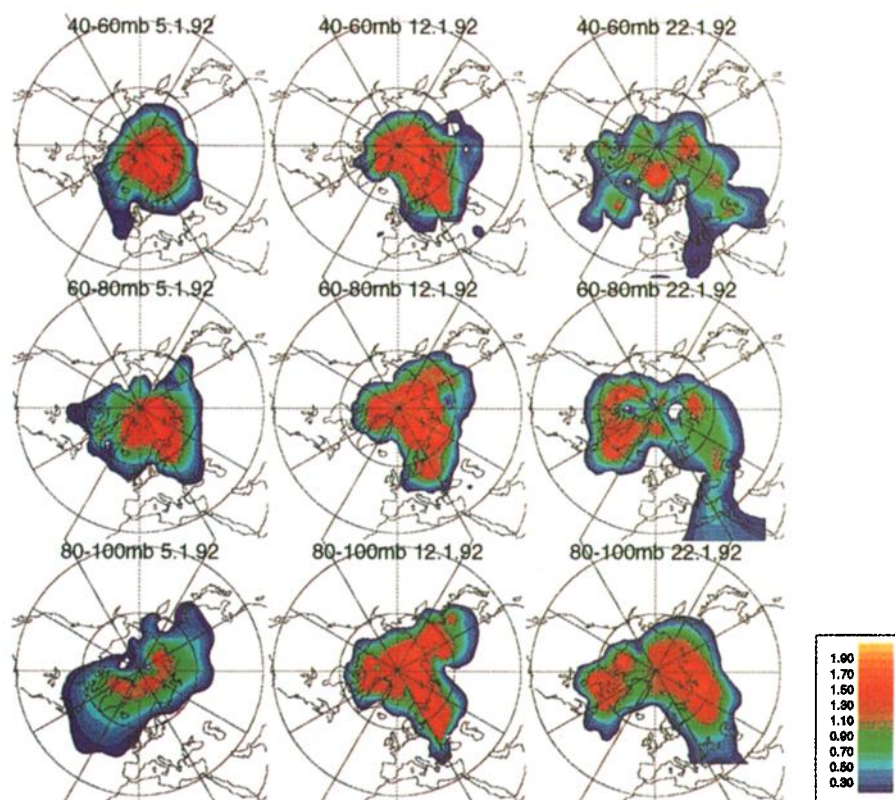 40-60mb 5.1.92
40-60mb 12.1.92
40-60mb 22.1.92
60-80mb 5.1.92
60-80mb 12.1.92
60-80mb 22.1.92
80-100mb 5.1.92
80-100mb 12.1.92
80-100mb 22.1.92
1.90
1.70
1.50
1.30
1.10
0.90
0.70
0.50
0.30